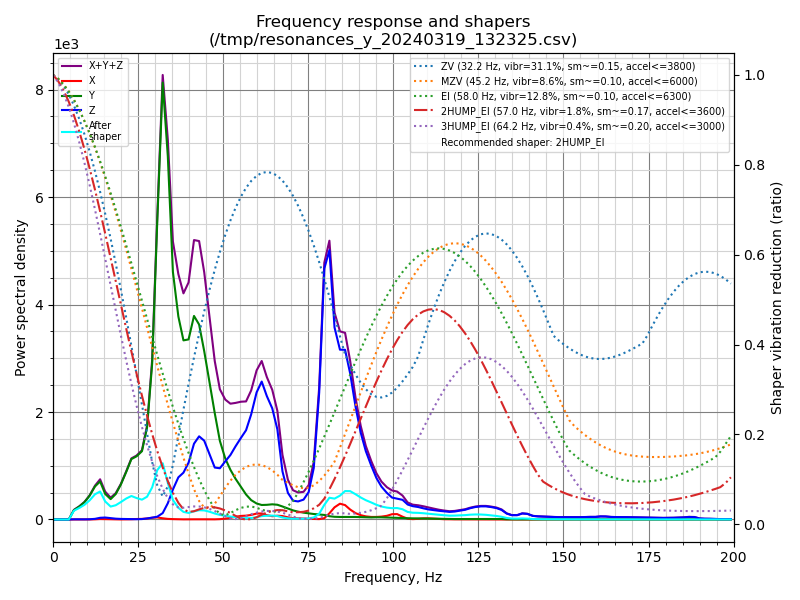 Frequency response and shapers
(/tmp/resonances_y_20240319_132325.csv)
1e3
X+Y+Z
X
Y
Z
After
shaper
ZV (32.2 Hz, vibr=31.1%, sm~=0.15, accel<=3800)
MZV (45.2 Hz, vibr=8.6%, sm~=0.10, accel<=6000)
EI (58.0 Hz, vibr=12.8%, sm~=0.10, accel<=6300)
2HUMP_EI (57.0 Hz, vibr=1.8%, sm~=0.17, accel<=3600)
3HUMP_EI (64.2 Hz, vibr=0.4%, sm~=0.20, accel<=3000)
Recommended shaper: 2HUMP_EI
Power spectral density
8
6
4
2
0
1.0
0.8
0.6
0.4
0.2
0.0
Shaper vibration reduction (ratio)
0 25 50 75 100 125 150 175 200
Frequency, Hz